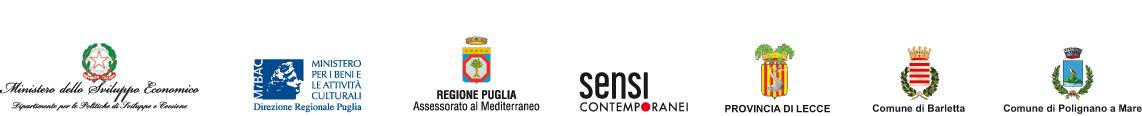 Ministero dello Sviluppo Economico
Dipartimento per le Politiche di Sviluppo e Coesione
MiBAC
MINISTERO
PER I BENI E
LE ATTIVITÀ
CULTURALI
Direzione Regionale Puglia
REGIONE PUGLIA
Assessorato al Mediterraneo
sensi
CONTEMPORANEI
PROVINCIA DI LECCE
Comune di Barletta
Comune di Polignano a Mare